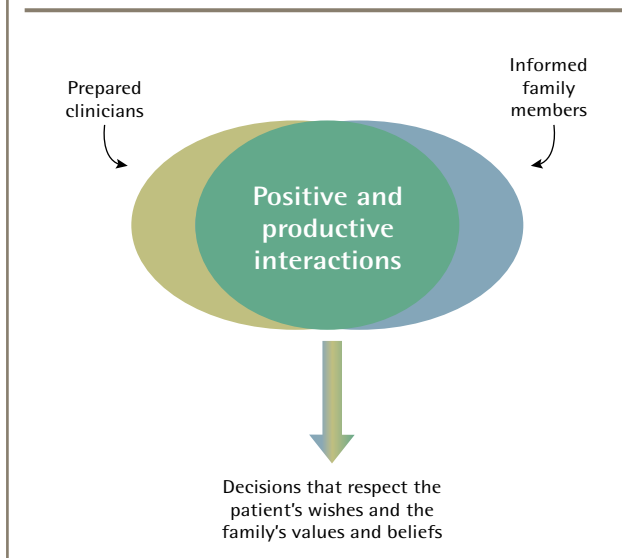 Prepared
clinicians
Informed
family
members
Positive and
productive
interactions
Decisions that respect the
patient's wishes and the
family's values and beliefs